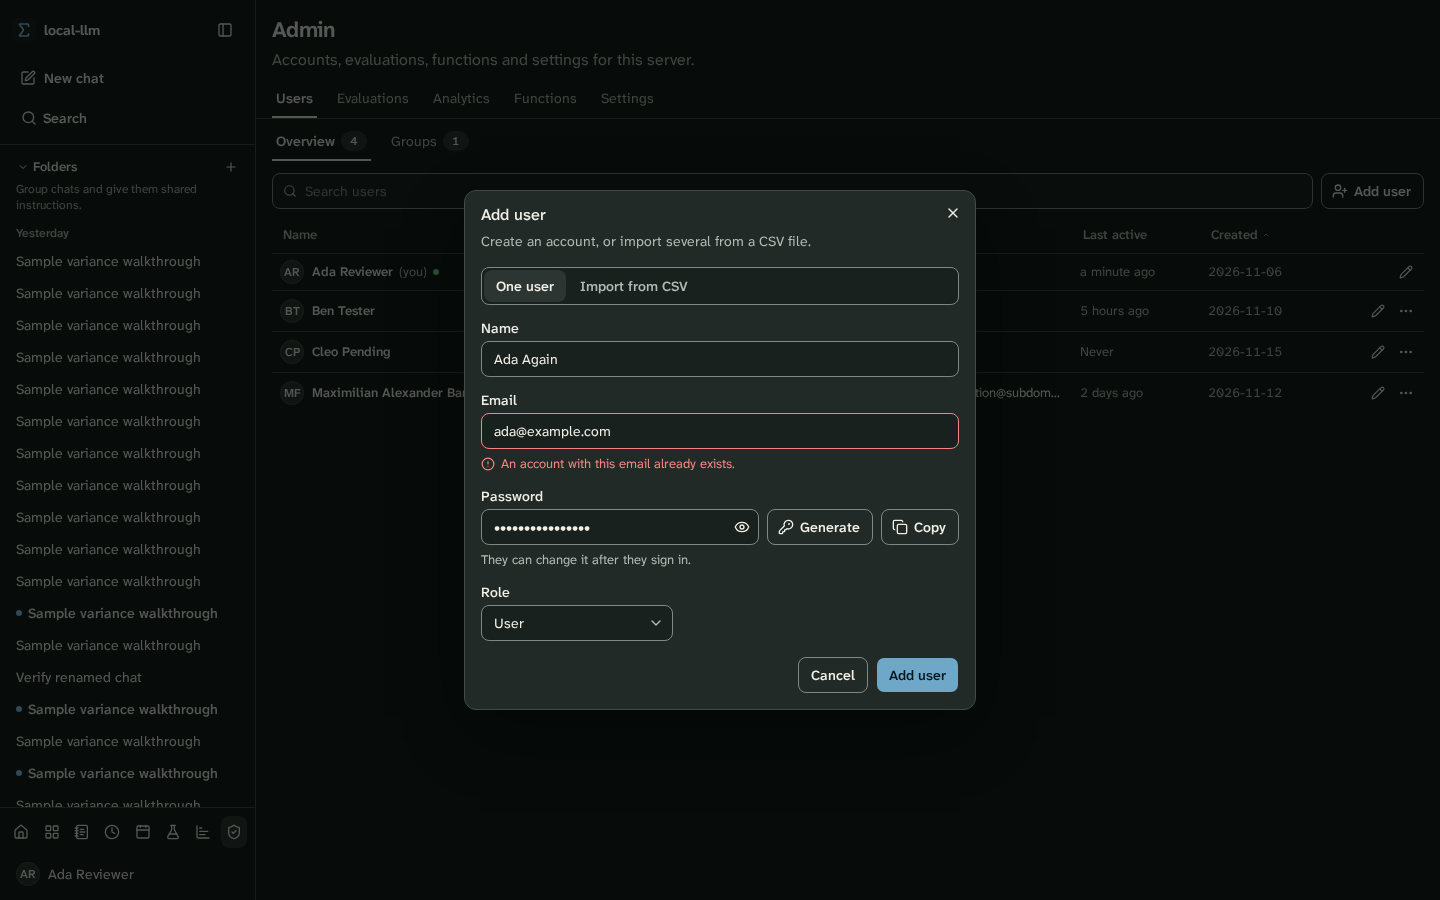 local-llm
New chat
Search
Folders
Group chats and give them shared
instructions.
Yesterday
Sample variance walkthrough
Sample variance walkthrough
Sample variance walkthrough
Sample variance walkthrough
Sample variance walkthrough
Sample variance walkthrough
Sample variance walkthrough
Sample variance walkthrough
Sample variance walkthrough
Sample variance walkthrough
Sample variance walkthrough
Sample variance walkthrough
Sample variance walkthrough
Verify renamed chat
Sample variance walkthrough
Sample variance walkthrough
Sample variance walkthrough
Sample variance walkthrough
AR Ada Reviewer
Admin
Accounts, evaluations, functions and settings for this server.
Users Evaluations Analytics Functions Settings
Overview 4 Groups 1
Search users Add user
Name Last active Created
AR Ada Reviewer (you) a minute ago 2026-11-06
BT Ben Tester 5 hours ago 2026-11-10
CP Cleo Pending Never 2026-11-15
MF Maximilian Alexander Bar tion@subdom... 2 days ago 2026-11-12
Add user
Create an account, or import several from a CSV file.
One user Import from CSV
Name
Ada Again
Email
ada@example.com
An account with this email already exists.
Password
•••••••••••••••• Generate Copy
They can change it after they sign in.
Role
User
Cancel Add user